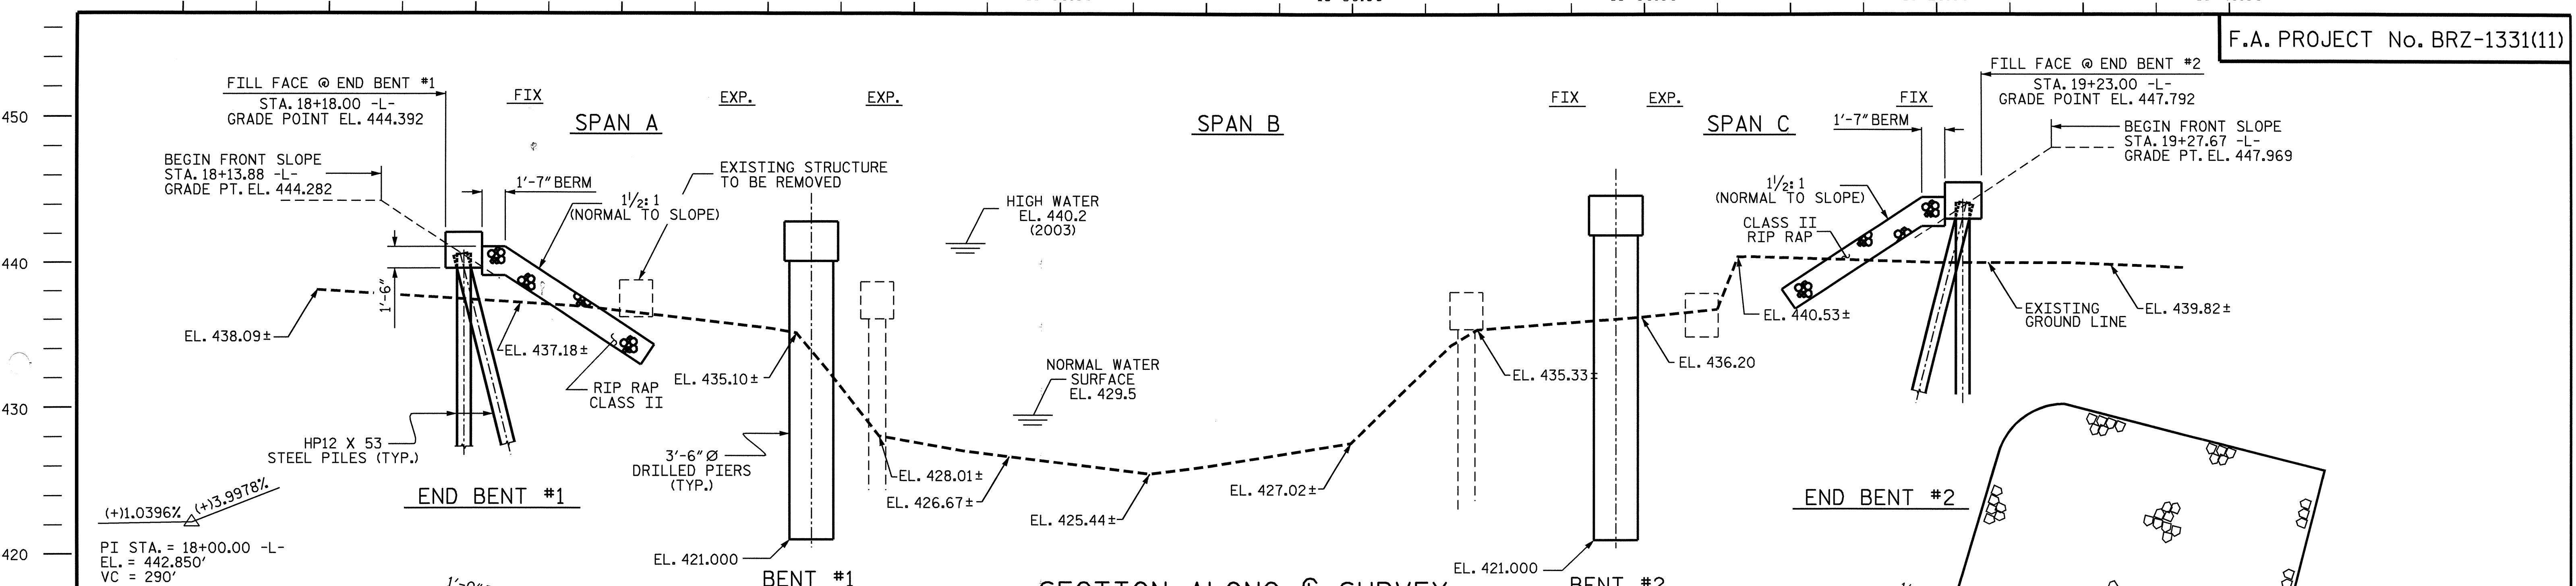 F.A. PROJECT No. BRZ-1331(11)
FILL FACE @ END BENT #1
STA. 18+18.00 -L-
GRADE POINT EL. 444.392
FIX
EXP.
EXP.
FIX
EXP.
FIX
FILL FACE @ END BENT #2
STA. 19+23.00 -L-
GRADE POINT EL. 447.792
SPAN A
SPAN B
SPAN C
450
440
430
420
BEGIN FRONT SLOPE
STA. 18+13.88 -L-
GRADE PT. EL. 444.282
1'-7" BERM
1½:1
(NORMAL TO SLOPE)
EXISTING STRUCTURE
TO BE REMOVED
HIGH WATER
EL. 440.2
(2003)
1'-7" BERM
BEGIN FRONT SLOPE
STA. 19+27.67 -L-
GRADE PT. EL. 447.969
1½:1
(NORMAL TO SLOPE)
CLASS II
RIP RAP
1'-6"
EL. 438.09±
EL. 437.18±
RIP RAP
CLASS II
EL. 435.10±
NORMAL WATER
SURFACE
EL. 429.5
EL. 435.33±
EL. 436.20
EL. 440.53±
EXISTING
GROUND LINE
EL. 439.82±
HP12 X 53
STEEL PILES (TYP.)
3'-6" Ø
DRILLED PIERS
(TYP.)
EL. 428.01±
EL. 426.67±
EL. 425.44±
EL. 427.02±
END BENT #1
END BENT #2
(+)1.0396%
(+)3.9978%
PI STA. = 18+00.00 -L-
EL. = 442.850'
VC = 290'
EL. 421.000
EL. 421.000
BENT #1
SECTION ALONG ℄ SURVEY
BENT #2